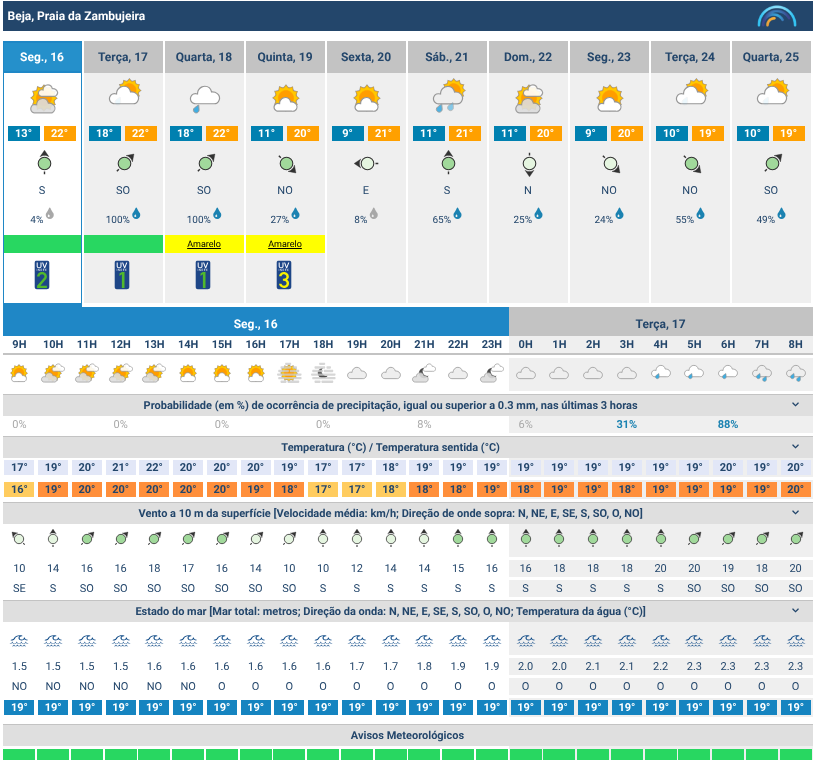 Beja, Praia da Zambujeira
Seg., 16 Terça, 17 Quarta, 18 Quinta, 19 Sexta, 20 Sáb., 21 Dom., 22 Seg., 23 Terça, 24 Quarta, 25
13° 22° 18° 22° 18° 22° 11° 20° 9° 21° 11° 21° 11° 20° 9° 20° 10° 19° 10° 19°
S SO SO NO E S N NO NO SO
4% 100% 100% 27% 8% 65% 25% 24% 55% 49%
Amarelo Amarelo
UV UV UV UV
INDEX INDEX INDEX INDEX
2 1 1 3
Seg., 16 Terça, 17
9H 10H 11H 12H 13H 14H 15H 16H 17H 18H 19H 20H 21H 22H 23H 0H 1H 2H 3H 4H 5H 6H 7H 8H
Probabilidade (em %) de ocorrência de precipitação, igual ou superior a 0.3 mm, nas últimas 3 horas
0% 0% 0% 0% 8% 6% 31% 88%
Temperatura (°C) / Temperatura sentida (°C)
17° 19° 20° 21° 22° 20° 20° 20° 19° 17° 17° 18° 19° 19° 19° 19° 19° 19° 19° 19° 19° 20° 19° 20°
16° 19° 20° 20° 20° 20° 20° 19° 18° 17° 17° 18° 18° 18° 19° 18° 19° 19° 18° 19° 19° 19° 19° 20°
Vento a 10 m da superfície [Velocidade média: km/h; Direção de onde sopra: N, NE, E, SE, S, SO, O, NO]
10 14 16 16 18 17 16 14 10 10 12 14 14 15 16 16 18 18 18 20 20 19 18 20
SE S SO SO SO SO SO SO SO S S S S S S S S S S S SO SO SO SO
Estado do mar [Mar total: metros; Direção da onda: N, NE, E, SE, S, SO, O, NO; Temperatura da água (°C)]
1.5 1.5 1.5 1.5 1.6 1.6 1.6 1.6 1.6 1.6 1.7 1.7 1.8 1.9 1.9 2.0 2.0 2.1 2.1 2.2 2.3 2.3 2.3 2.3
NO NO NO NO NO NO O O O O O O O O O O O O O O O O O O
19° 19° 19° 19° 19° 19° 19° 19° 19° 19° 19° 19° 19° 19° 19° 19° 19° 19° 19° 19° 19° 19° 19° 19°
Avisos Meteorológicos